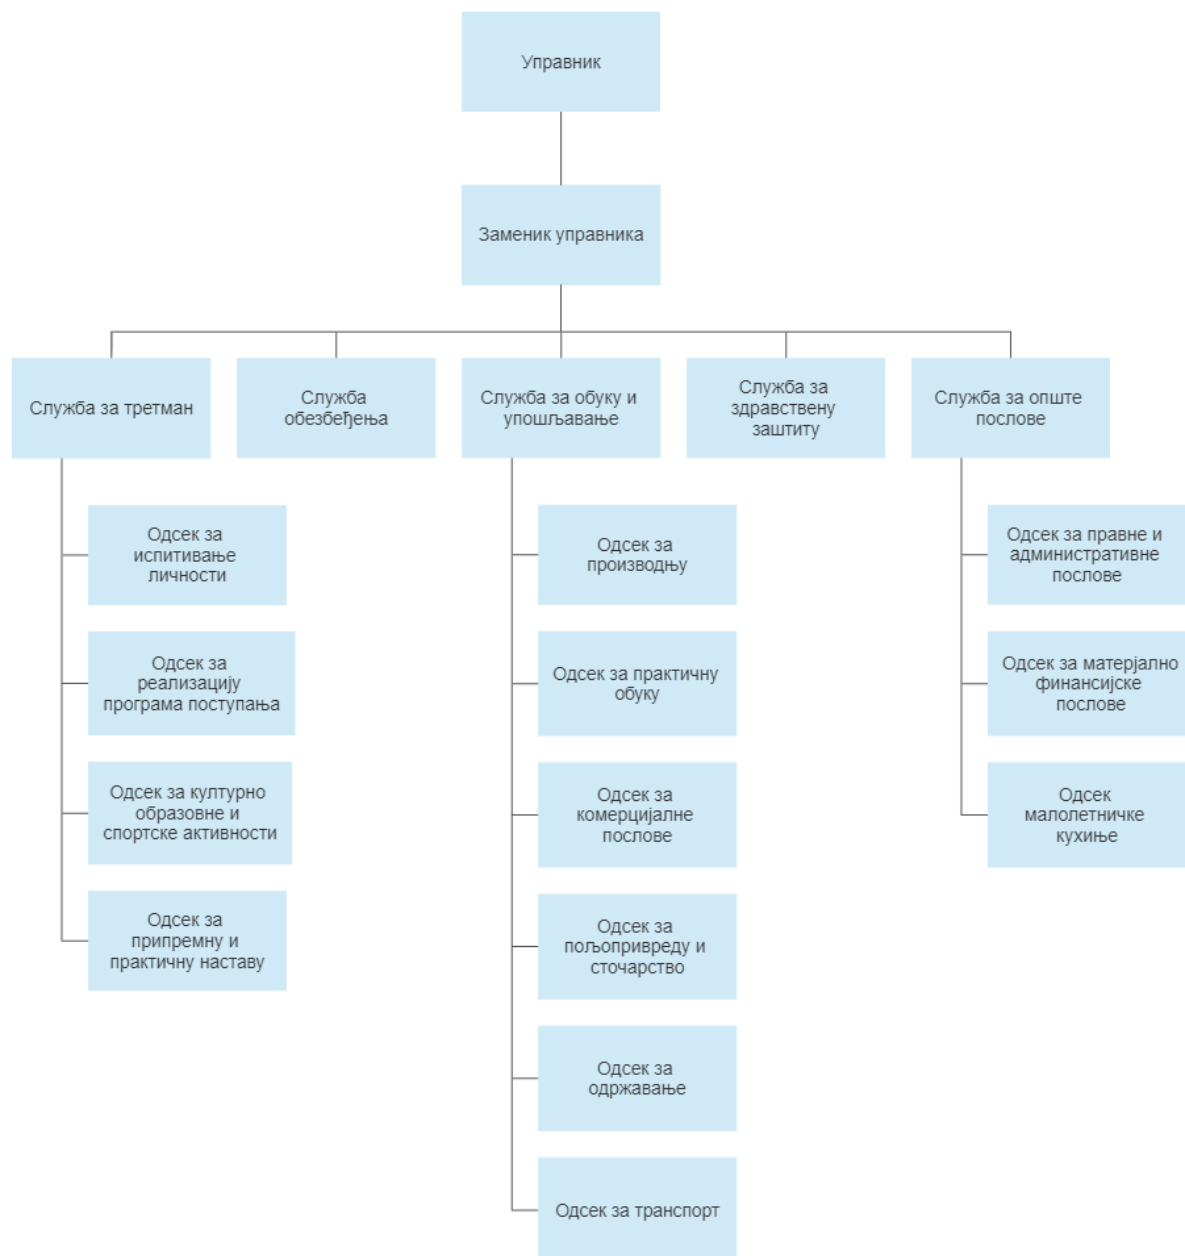 Управник
Заменик управника
Служба за третман
Служба
обезбеђења
Служба за обуку и
упошљавање
Служба за
здравствену
заштиту
Служба за опште
послове
Одсек за
испитивање
личности
Одсек за
реализацију
програма поступања
Одсек за културно
образовне и
спортске активности
Одсек за
припремну и
практичну наставу
Одсек за
производњу
Одсек за практичну
обуку
Одсек за
комерцијалне
послове
Одсек за
пољопривреду и
сточарство
Одсек за
одржавање
Одсек за транспорт
Одсек за правне и
административне
послове
Одсек за матерјално
финансијске
послове
Одсек
малолетничке
кухиње